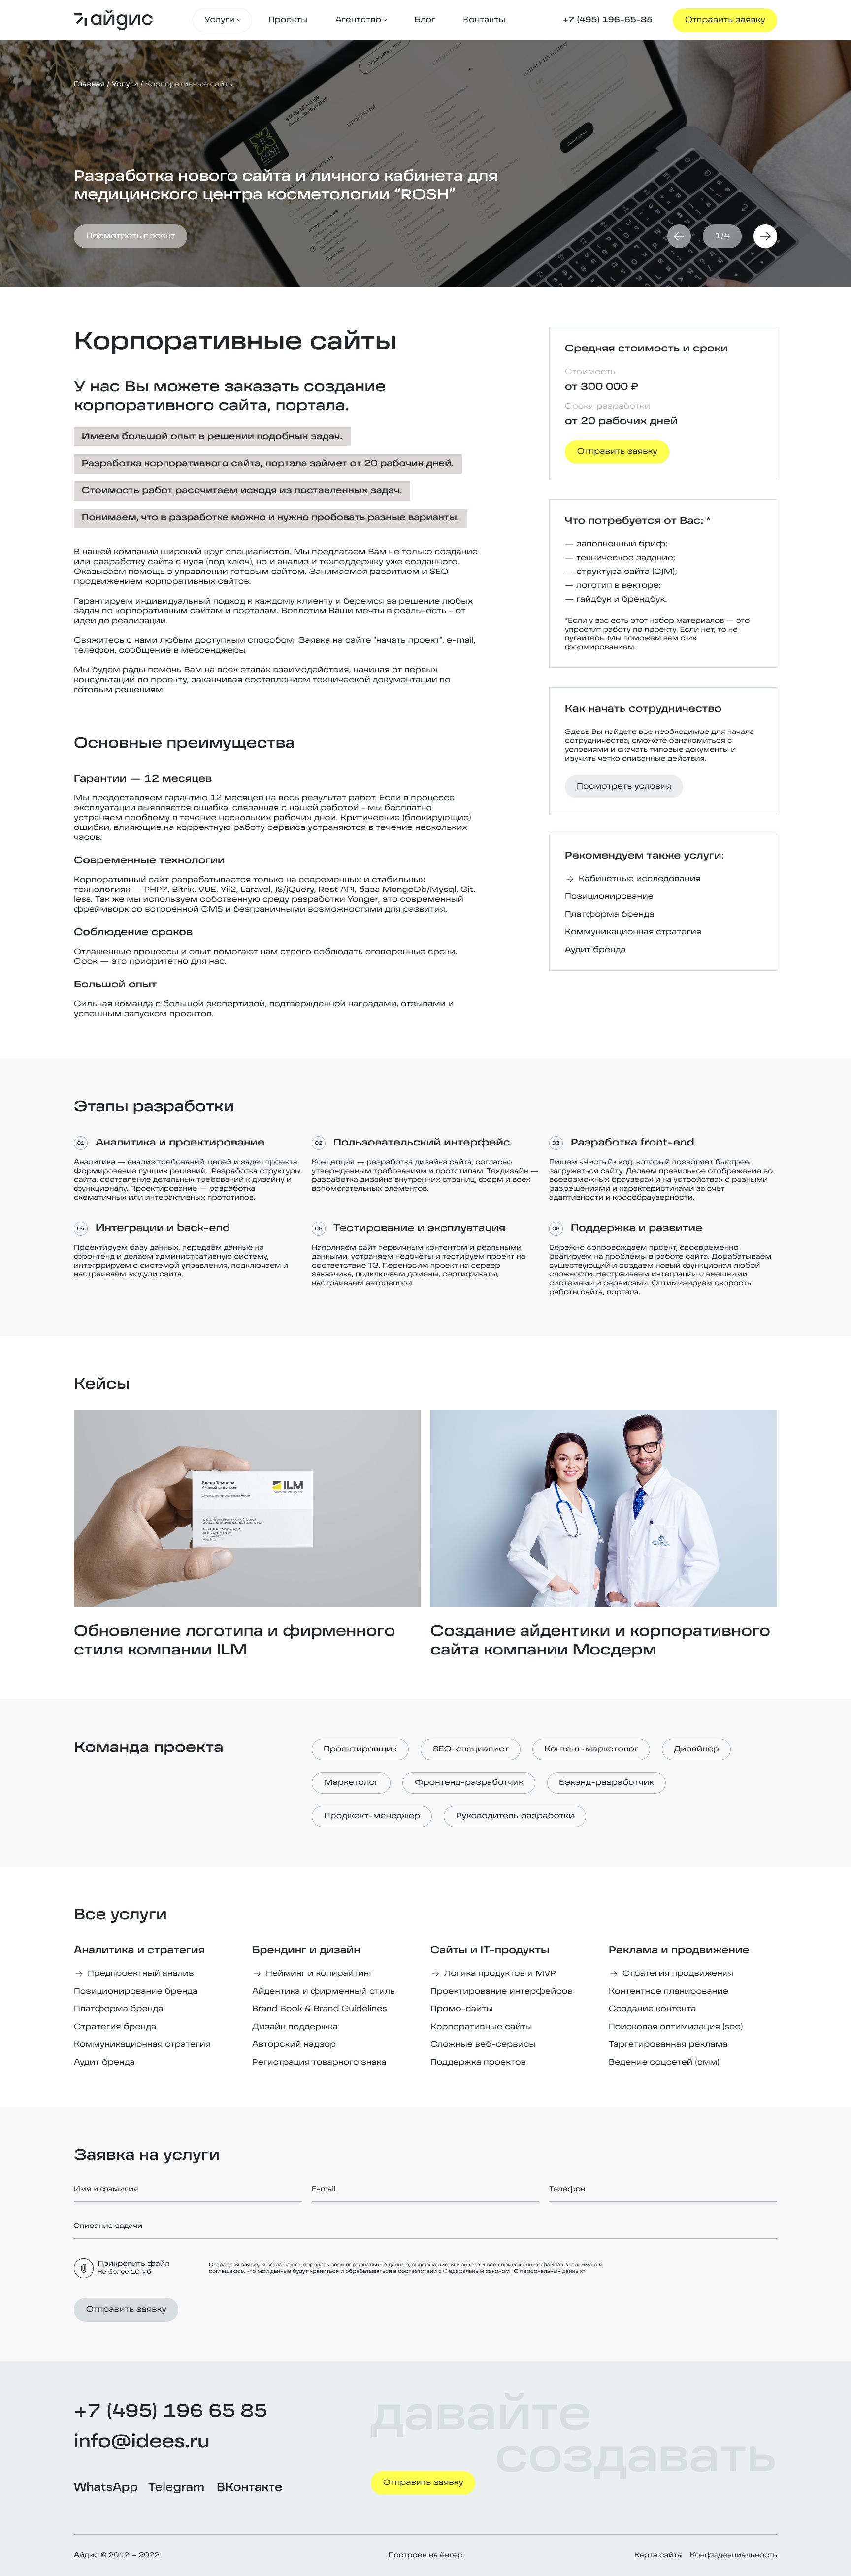 айдис
Услуги
Проекты
Агентство
Блог
Контакты
+7 (495) 196-65-85
Отправить заявку
Главная / Услуги / Корпоративные сайты
ROSH
Разработка нового сайта и личного кабинета для
медицинского центра косметологии “ROSH”
Посмотреть проект
1/4
Корпоративные сайты
У нас Вы можете заказать создание
корпоративного сайта, портала.
Имеем большой опыт в решении подобных задач.
Разработка корпоративного сайта, портала займет от 20 рабочих дней.
Стоимость работ рассчитаем исходя из поставленных задач.
Понимаем, что в разработке можно и нужно пробовать разные варианты.
В нашей компании широкий круг специалистов. Мы предлагаем Вам не только создание
или разработку сайта с нуля (под ключ), но и анализ и техподдержку уже созданного.
Оказываем помощь в управлении готовым сайтом. Занимаемся развитием и SEO
продвижением корпоративных сайтов.
Гарантируем индивидуальный подход к каждому клиенту и беремся за решение любых
задач по корпоративным сайтам и порталам. Воплотим Ваши мечты в реальность - от
идеи до реализации.
Свяжитесь с нами любым доступным способом: Заявка на сайте "начать проект", e-mail,
телефон, сообщение в мессенджеры
Мы будем рады помочь Вам на всех этапах взаимодействия, начиная от первых
консультаций по проекту, заканчивая составлением технической документации по
готовым решениям.
Основные преимущества
Гарантии — 12 месяцев
Мы предоставляем гарантию 12 месяцев на весь результат работ. Если в процессе
эксплуатации выявляется ошибка, связанная с нашей работой - мы бесплатно
устраняем проблему в течение нескольких рабочих дней. Критические (блокирующие)
ошибки, влияющие на корректную работу сервиса устраняются в течение нескольких
часов.
Современные технологии
Корпоративный сайт разрабатывается только на современных и стабильных
технологиях — PHP7, Bitrix, VUE, Yii2, Laravel, JS/jQuery, Rest API, база MongoDb/Mysql, Git,
less. Так же мы используем собственную среду разработки Yonger, это современный
фреймворк со встроенной CMS и безграничными возможностями для развития.
Соблюдение сроков
Отлаженные процессы и опыт помогают нам строго соблюдать оговоренные сроки.
Срок — это приоритетно для нас.
Большой опыт
Сильная команда с большой экспертизой, подтвержденной наградами, отзывами и
успешным запуском проектов.
Средняя стоимость и сроки
Стоимость
от 300 000 ₽
Сроки разработки
от 20 рабочих дней
Отправить заявку
Что потребуется от Вас: *
— заполненный бриф;
— техническое задание;
— структура сайта (CJM);
— логотип в векторе;
— гайдбук и брендбук.
*Если у вас есть этот набор материалов — это
упростит работу по проекту. Если нет, то не
пугайтесь. Мы поможем вам с их
формированием.
Как начать сотрудничество
Здесь Вы найдете все необходимое для начала
сотрудничества, сможете ознакомиться с
условиями и скачать типовые документы и
изучить четко описанные действия.
Посмотреть условия
Рекомендуем также услуги:
Кабинетные исследования
Позиционирование
Платформа бренда
Коммуникационная стратегия
Аудит бренда
Этапы разработки
01 Аналитика и проектирование
Аналитика — анализ требований, целей и задач проекта.
Формирование лучших решений. Разработка структуры
сайта, составление детальных требований к дизайну и
функционалу. Проектирование — разработка
схематичных или интерактивных прототипов.
02 Пользовательский интерфейс
Концепция — разработка дизайна сайта, согласно
утвержденным требованиям и прототипам. Техдизайн —
разработка дизайна внутренних страниц, форм и всех
вспомогательных элементов.
03 Разработка front-end
Пишем «Чистый» код, который позволяет быстрее
загружаться сайту. Делаем правильное отображение во
всевозможных браузерах и на устройствах с разными
разрешениями и характеристиками за счет
адаптивности и кроссбраузерности.
04 Интеграции и back-end
Проектируем базу данных, передаём данные на
фронтенд и делаем административную систему,
интегррируем с системой управления, подключаем и
настраиваем модули сайта.
05 Тестирование и эксплуатация
Наполняем сайт первичным контентом и реальными
данными, устраняем недочёты и тестируем проект на
соответствие ТЗ. Переносим проект на сервер
заказчика, подключаем домены, сертификаты,
настраиваем автодеплои.
06 Поддержка и развитие
Бережно сопровождаем проект, своевременно
реагируем на проблемы в работе сайта. Дорабатываем
существующий и создаем новый функционал любой
сложности. Настраиваем интеграции с внешними
системами и сервисами. Оптимизируем скорость
работы сайта, портала.
Кейсы
ILM
Обновление логотипа и фирменного
стиля компании ILM
Создание айдентики и корпоративного
сайта компании Мосдерм
Команда проекта
Проектировщик
SEO-специалист
Контент-маркетолог
Дизайнер
Маркетолог
Фронтенд-разработчик
Бэкэнд-разработчик
Проджект-менеджер
Руководитель разработки
Все услуги
Аналитика и стратегия
Предпроектный анализ
Позиционирование бренда
Платформа бренда
Стратегия бренда
Коммуникационная стратегия
Аудит бренда
Брендинг и дизайн
Нейминг и копирайтинг
Айдентика и фирменный стиль
Brand Book & Brand Guidelines
Дизайн поддержка
Авторский надзор
Регистрация товарного знака
Сайты и IT-продукты
Логика продуктов и MVP
Проектирование интерфейсов
Промо-сайты
Корпоративные сайты
Сложные веб-сервисы
Поддержка проектов
Реклама и продвижение
Стратегия продвижения
Контентное планирование
Создание контента
Поисковая оптимизация (seo)
Таргетированная реклама
Ведение соцсетей (смм)
Заявка на услуги
Имя и фамилия
E-mail
Телефон
Описание задачи
Прикрепить файл
Не более 10 мб
Отправляя заявку, я соглашаюсь передать свои персональные данные, содержащиеся в анкете и всех приложенных файлах. Я понимаю и
соглашаюсь, что мои данные будут храниться и обрабатываться в соответствии с Федеральным законом «О персональных данных»
Отправить заявку
+7 (495) 196 65 85
info@idees.ru
WhatsApp
Telegram
ВКонтакте
давайте
создавать
Отправить заявку
Айдис © 2012 – 2022
Построен на ёнгер
Карта сайта
Конфиденциальность